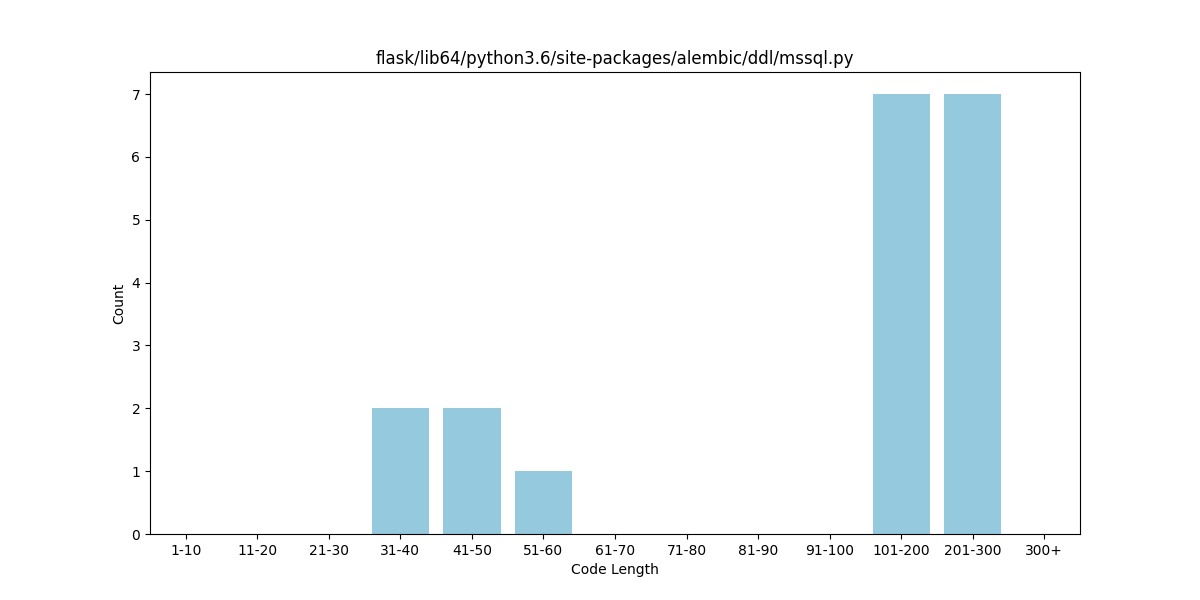 flask/lib64/python3.6/site-packages/alembic/ddl/mssql.py
7
6
5
4
3
2
1
0
Count
1-10 11-20 21-30 31-40 41-50 51-60 61-70 71-80 81-90 91-100 101-200 201-300 300+
Code Length